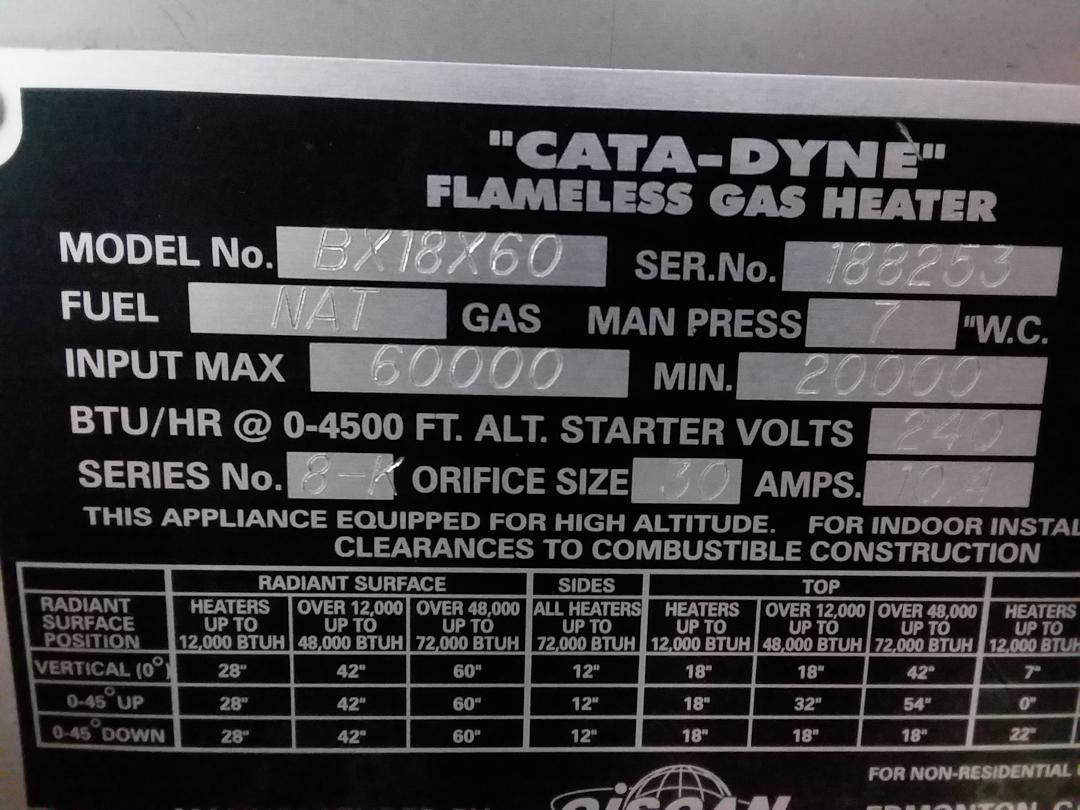 "CATA-DYNE"
FLAMELESS GAS HEATER
MODEL No. BX18X60 SER.No. 188253
FUEL NAT GAS MAN PRESS 7 "W.C.
INPUT MAX 60000 MIN. 20000
BTU/HR @ 0-4500 FT. ALT. STARTER VOLTS 240
SERIES No. 8-K ORIFICE SIZE 30 AMPS. 10.4
THIS APPLIANCE EQUIPPED FOR HIGH ALTITUDE. FOR INDOOR INSTAL
CLEARANCES TO COMBUSTIBLE CONSTRUCTION
RADIANT SURFACE SIDES TOP
RADIANT HEATERS OVER 12,000 OVER 48,000 ALL HEATERS HEATERS OVER 12,000 OVER 48,000 HEATERS
SURFACE UP TO UP TO UP TO UP TO UP TO UP TO UP TO UP TO
POSITION 12,000 BTUH 48,000 BTUH 72,000 BTUH 72,000 BTUH 12,000 BTUH 48,000 BTUH 72,000 BTUH 12,000 BTUH
VERTICAL (0°) 28" 42" 60" 12" 18" 18" 42" 7"
0-45° UP 28" 42" 60" 12" 18" 32" 54" 0"
0-45° DOWN 28" 42" 60" 12" 18" 18" 18" 22"
FOR NON-RESIDENTIAL
CISCAN